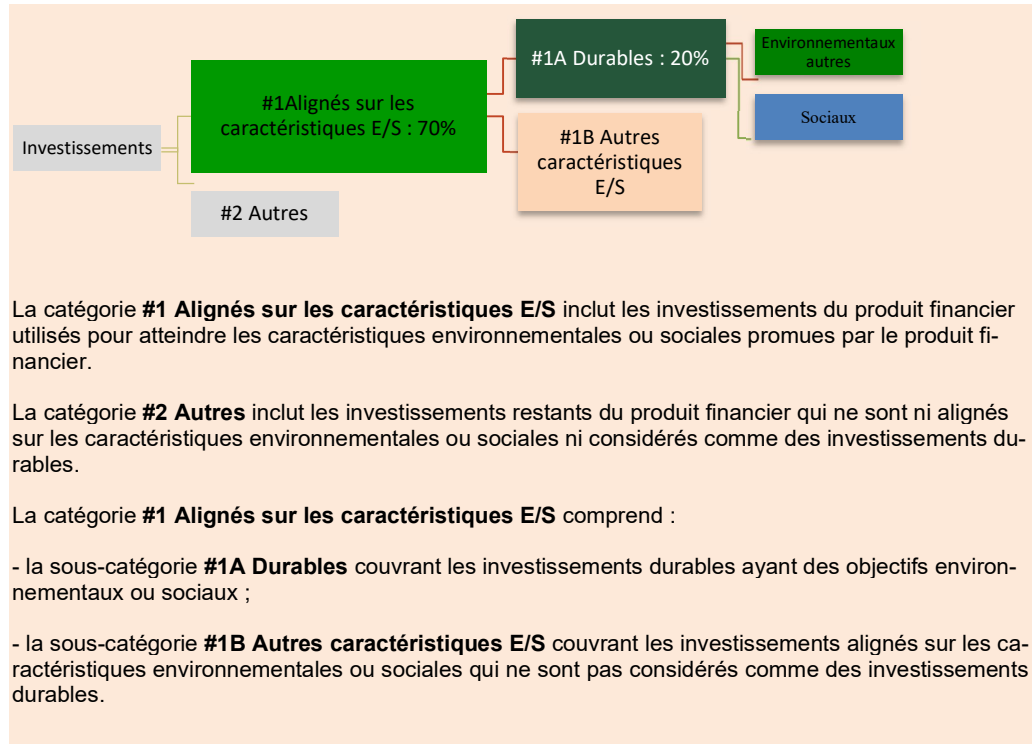 Investissements
#1Alignés sur les
caractéristiques E/S : 70%
#2 Autres
#1A Durables : 20%
#1B Autres
caractéristiques
E/S
Environnementaux
autres
Sociaux
La catégorie #1 Alignés sur les caractéristiques E/S inclut les investissements du produit financier
utilisés pour atteindre les caractéristiques environnementales ou sociales promues par le produit fi-
nancier.
La catégorie #2 Autres inclut les investissements restants du produit financier qui ne sont ni alignés
sur les caractéristiques environnementales ou sociales ni considérés comme des investissements du-
rables.
La catégorie #1 Alignés sur les caractéristiques E/S comprend :
- la sous-catégorie #1A Durables couvrant les investissements durables ayant des objectifs environ-
nementaux ou sociaux ;
- la sous-catégorie #1B Autres caractéristiques E/S couvrant les investissements alignés sur les ca-
ractéristiques environnementales ou sociales qui ne sont pas considérés comme des investissements
durables.